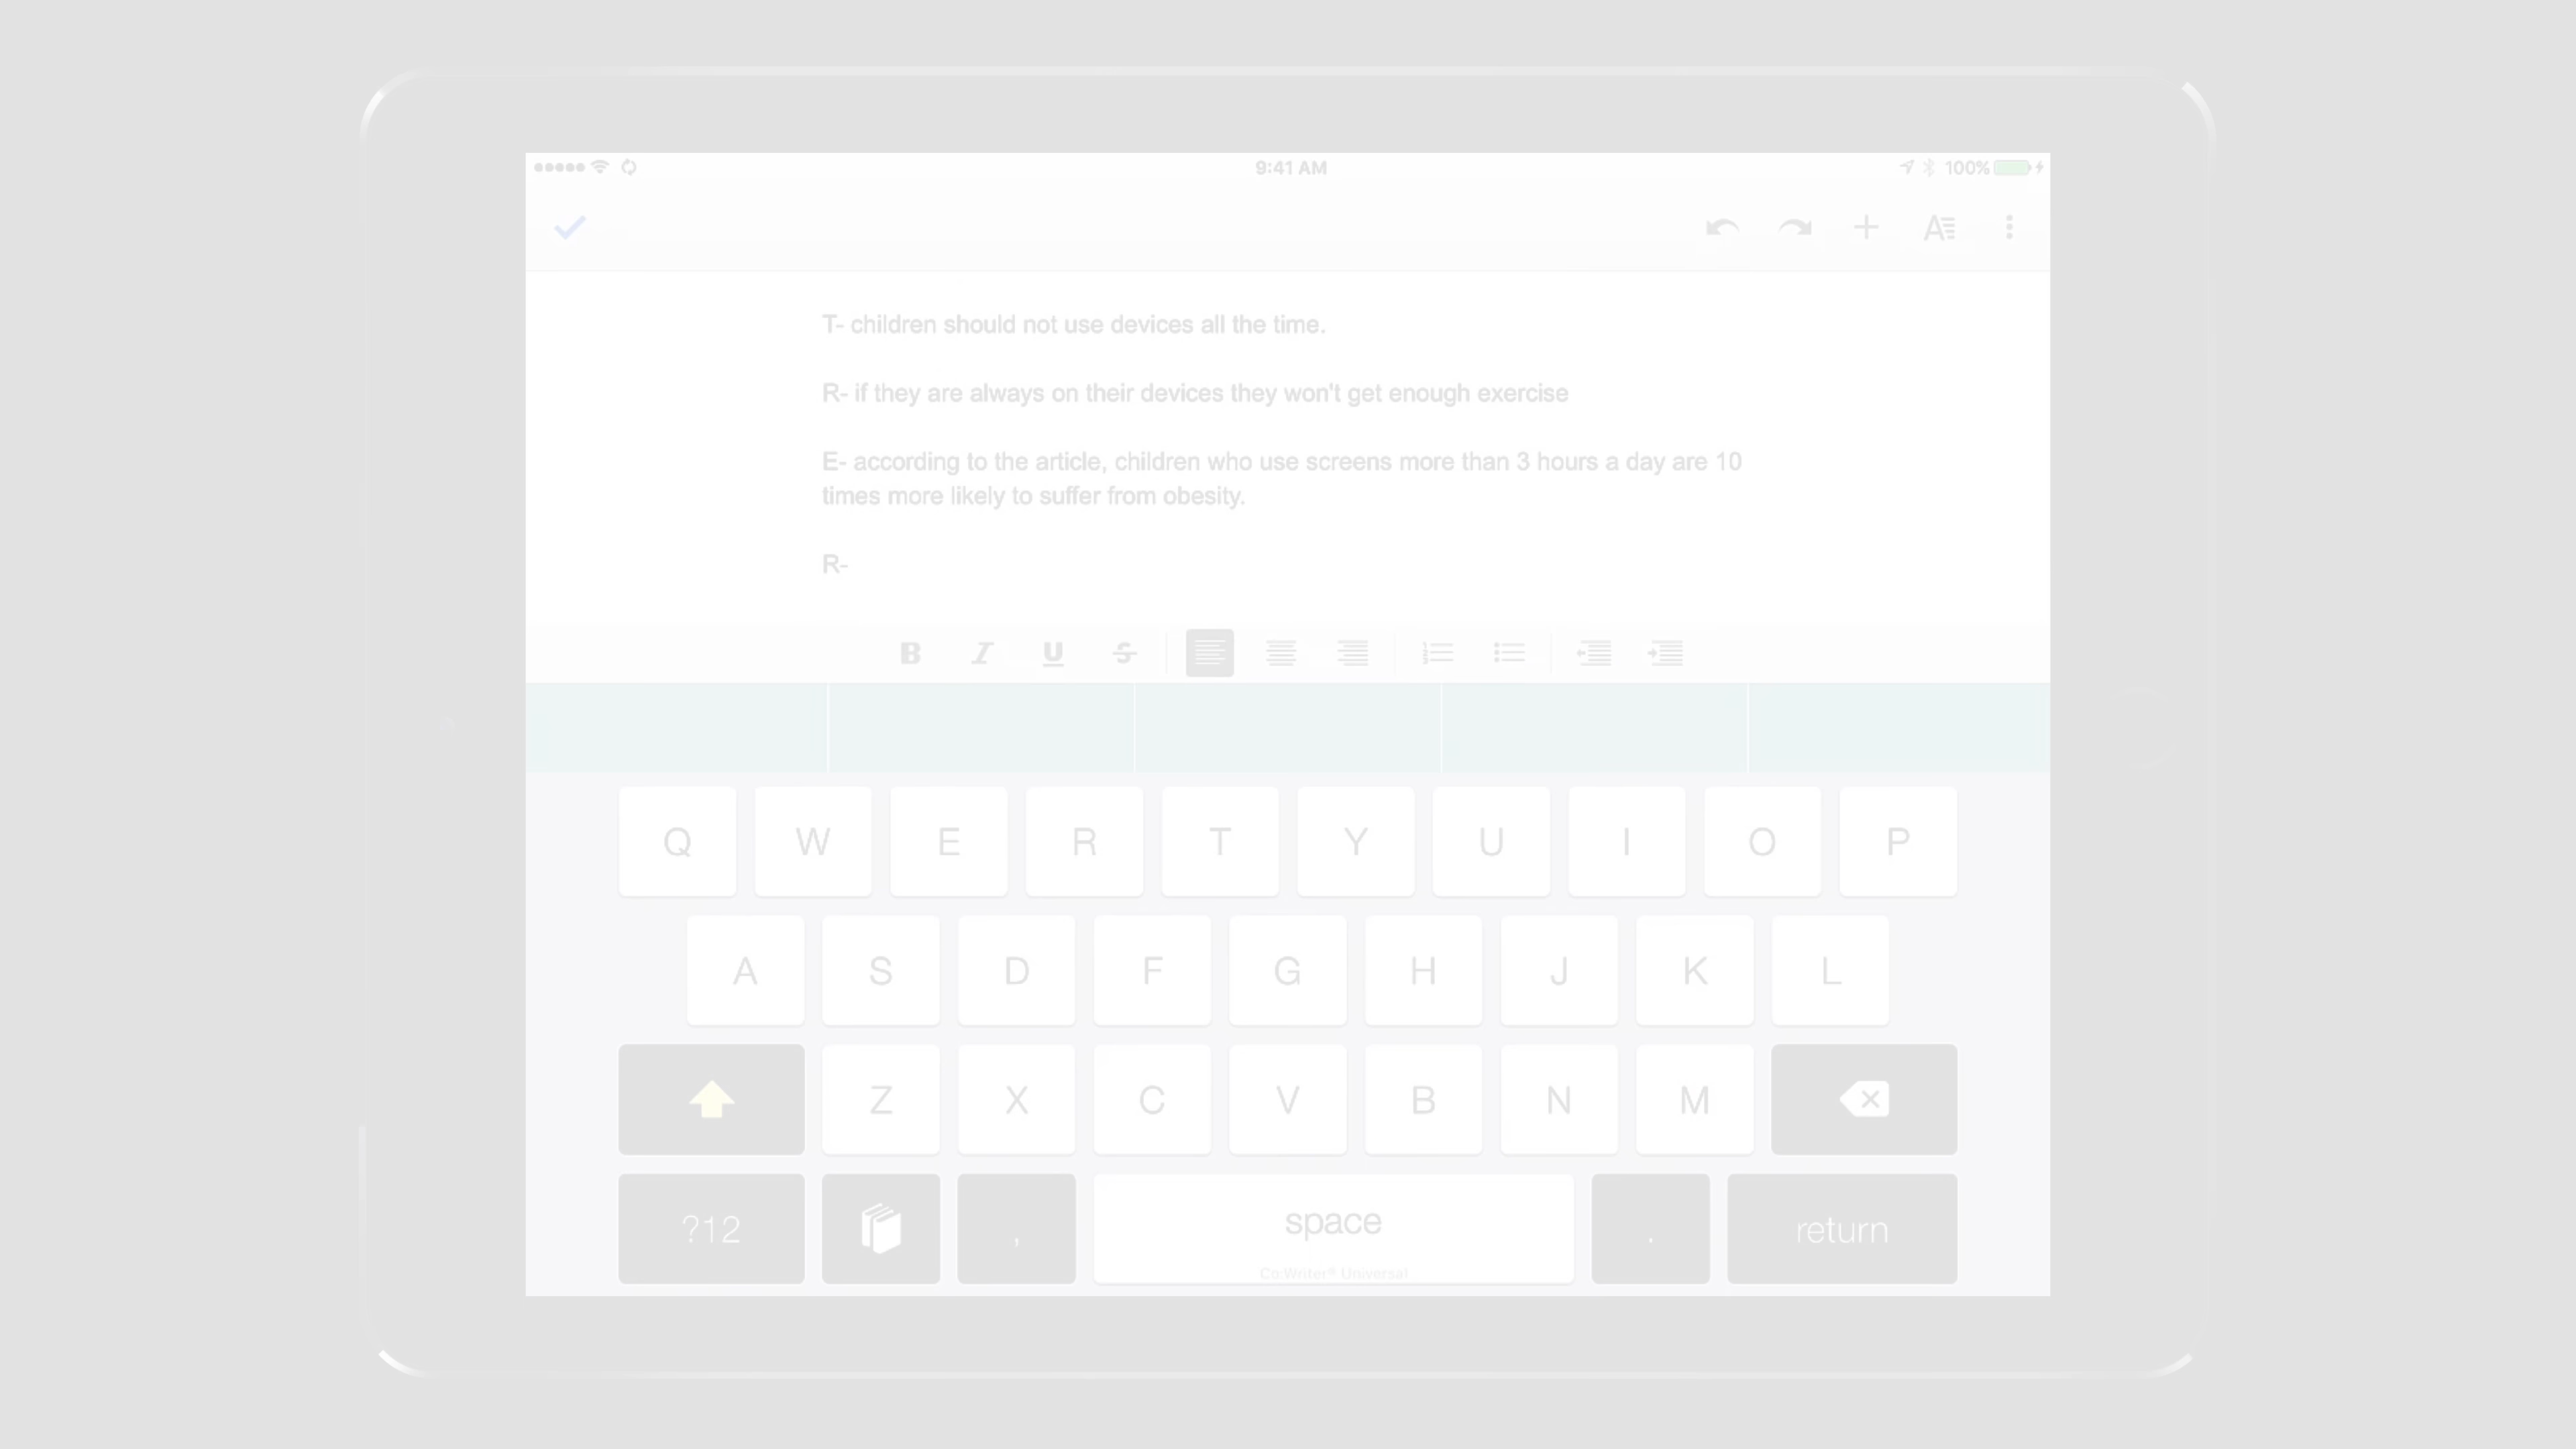 9:41 AM
100%
T- children should not use devices all the time.
R- if they are always on their devices they won't get enough exercise
E- according to the article, children who use screens more than 3 hours a day are 10
times more likely to suffer from obesity.
R-
B I U S
Q W E R T Y U I O P
A S D F G H J K L
Z X C V B N M
?12 , space . return
Co:Writer® Universal